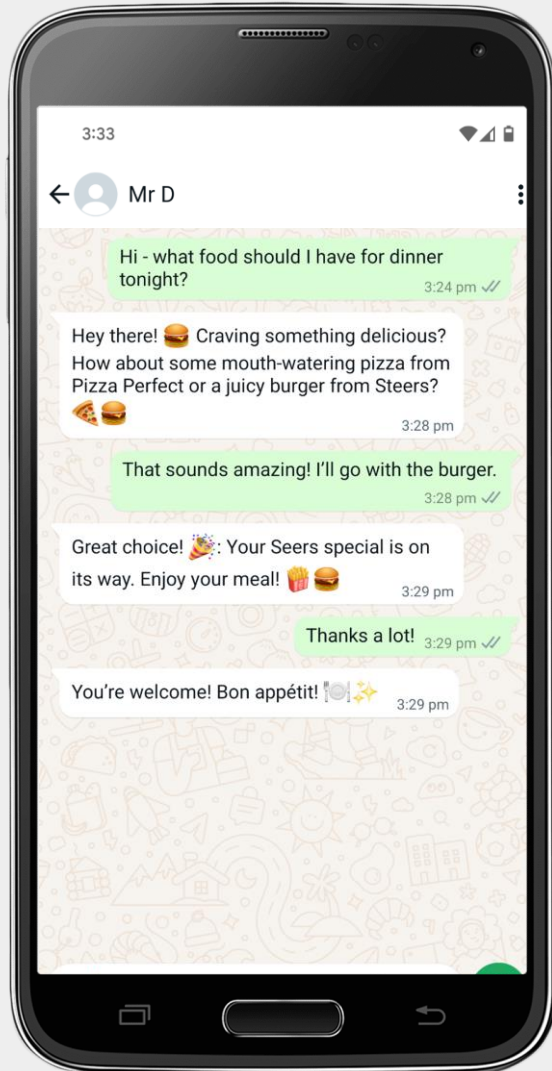 3:33
Mr D
Hi - what food should I have for dinner
tonight?
3:24 pm
Hey there! 🍔 Craving something delicious?
How about some mouth-watering pizza from
Pizza Perfect or a juicy burger from Steers?
🍕🍔
3:28 pm
That sounds amazing! I’ll go with the burger.
3:28 pm
Great choice! 🎉: Your Seers special is on
its way. Enjoy your meal! 🍟🍔
3:29 pm
Thanks a lot! 3:29 pm
You’re welcome! Bon appétit! 🍽️✨
3:29 pm